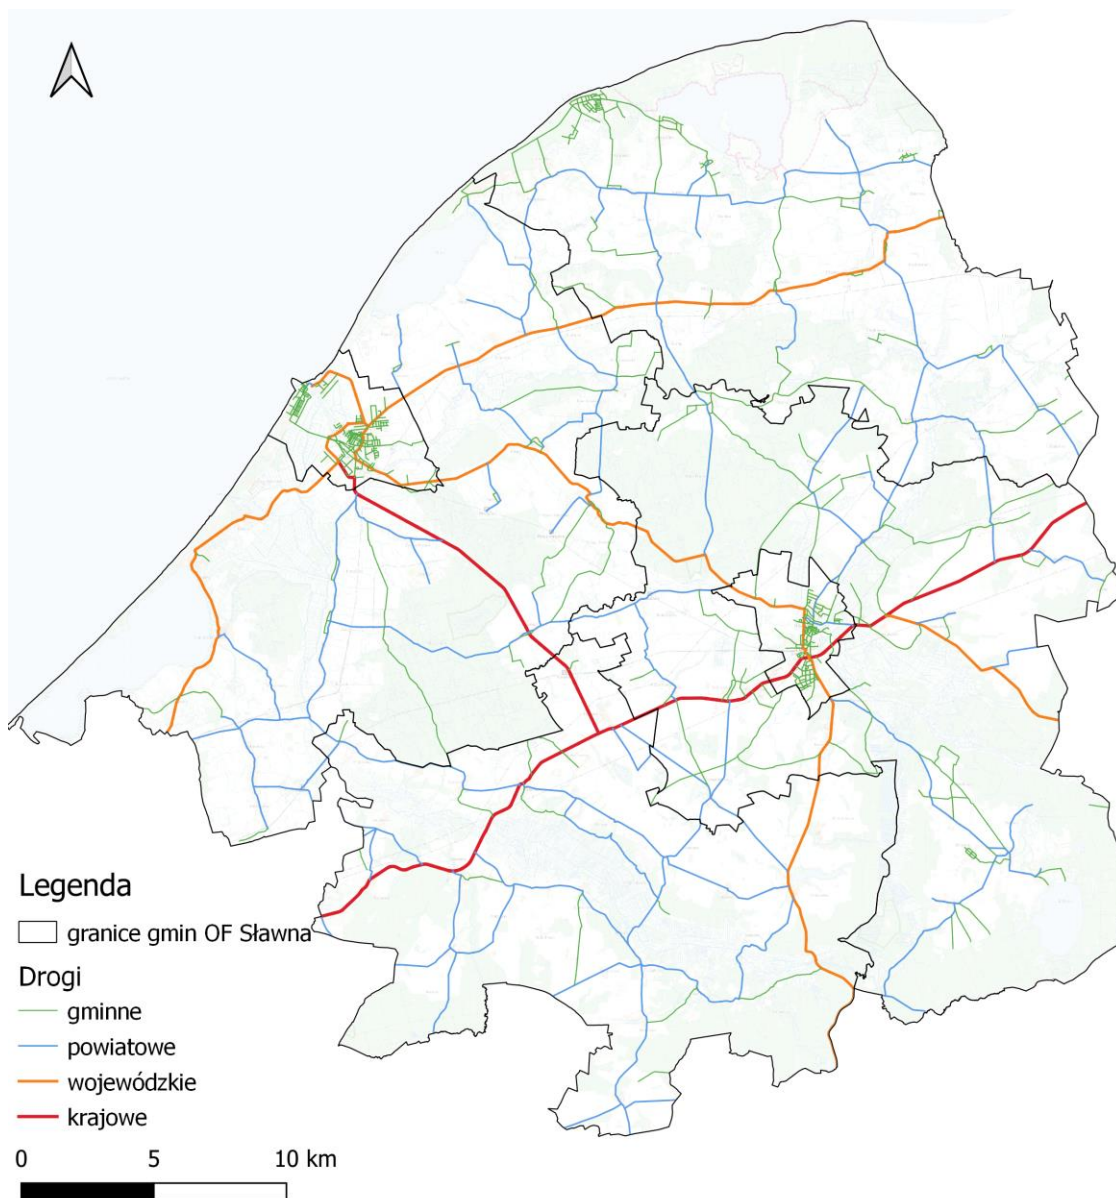 Legenda
granice gmin OF Sławna
Drogi
gminne
powiatowe
wojewódzkie
krajowe
0 5 10 km